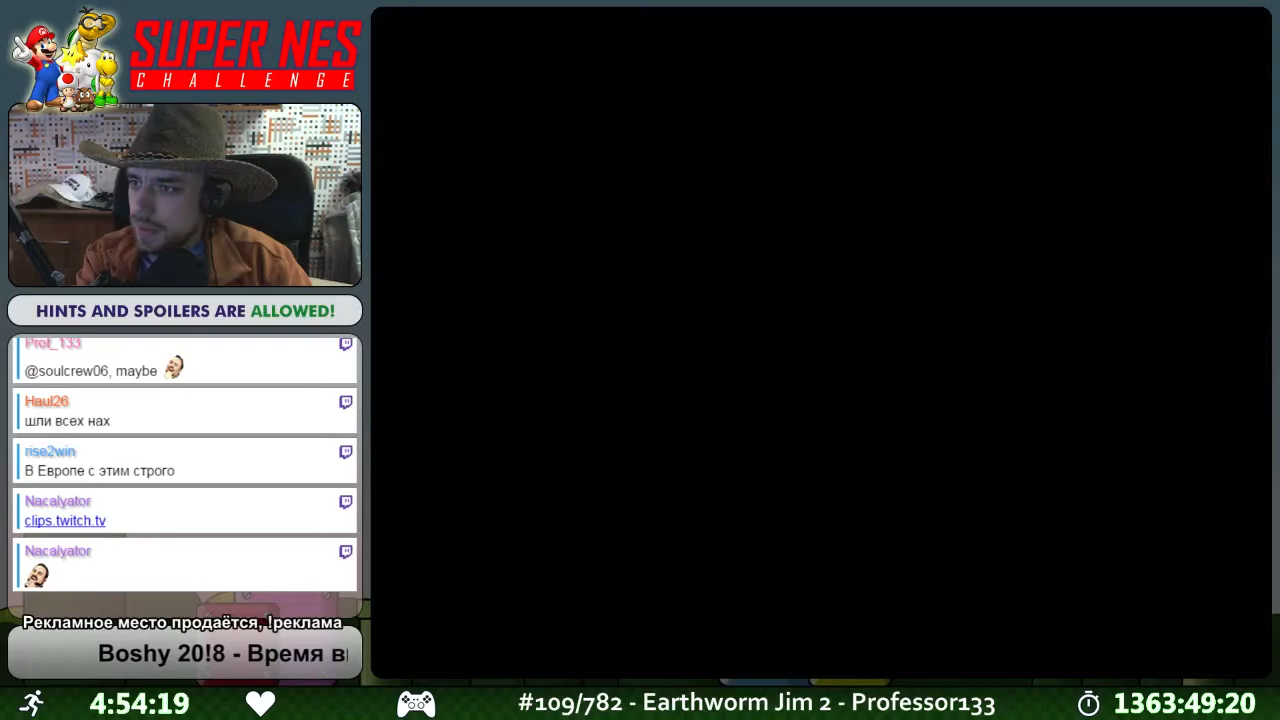 SUPER NES
CHALLENGE
HINTS AND SPOILERS ARE ALLOWED!
Prof_133
@soulcrew06, maybe
Haul26
шли всех нах
rise2win
В Европе с этим строго
Nacalyator
clips.twitch.tv
Nacalyator
Рекламное место продаётся, !реклама
Boshy 20!8 - Время
4:54:19
#109/782 - Earthworm Jim 2 - Professor133
1363:49:20